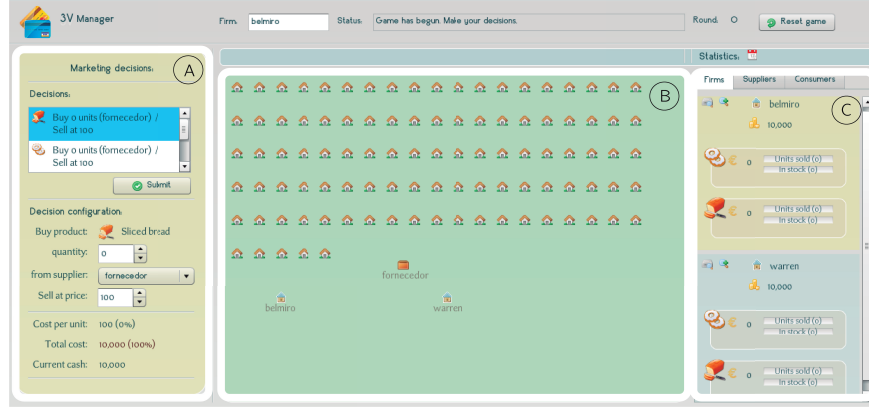 3V Manager
Firm: belmiro Status: Game has begun. Make your decisions. Round: 0 Reset game
Statistics:
Marketing decisions: A
Decisions:
Buy 0 units (fornecedor) /
Sell at 100
Buy 0 units (fornecedor) /
Sell at 100
Submit
Decision configuration:
Buy product: Sliced bread
quantity: 0
from supplier: fornecedor
Sell at price: 100
Cost per unit: 100 (0%)
Total cost: 10,000 (100%)
Current cash: 10,000
B
fornecedor
belmiro warren
Firms Suppliers Consumers
C
belmiro
10,000
€ 0 Units sold (0)
In stock (0)
€ 0 Units sold (0)
In stock (0)
warren
10,000
€ 0 Units sold (0)
In stock (0)
€ 0 Units sold (0)
In stock (0)